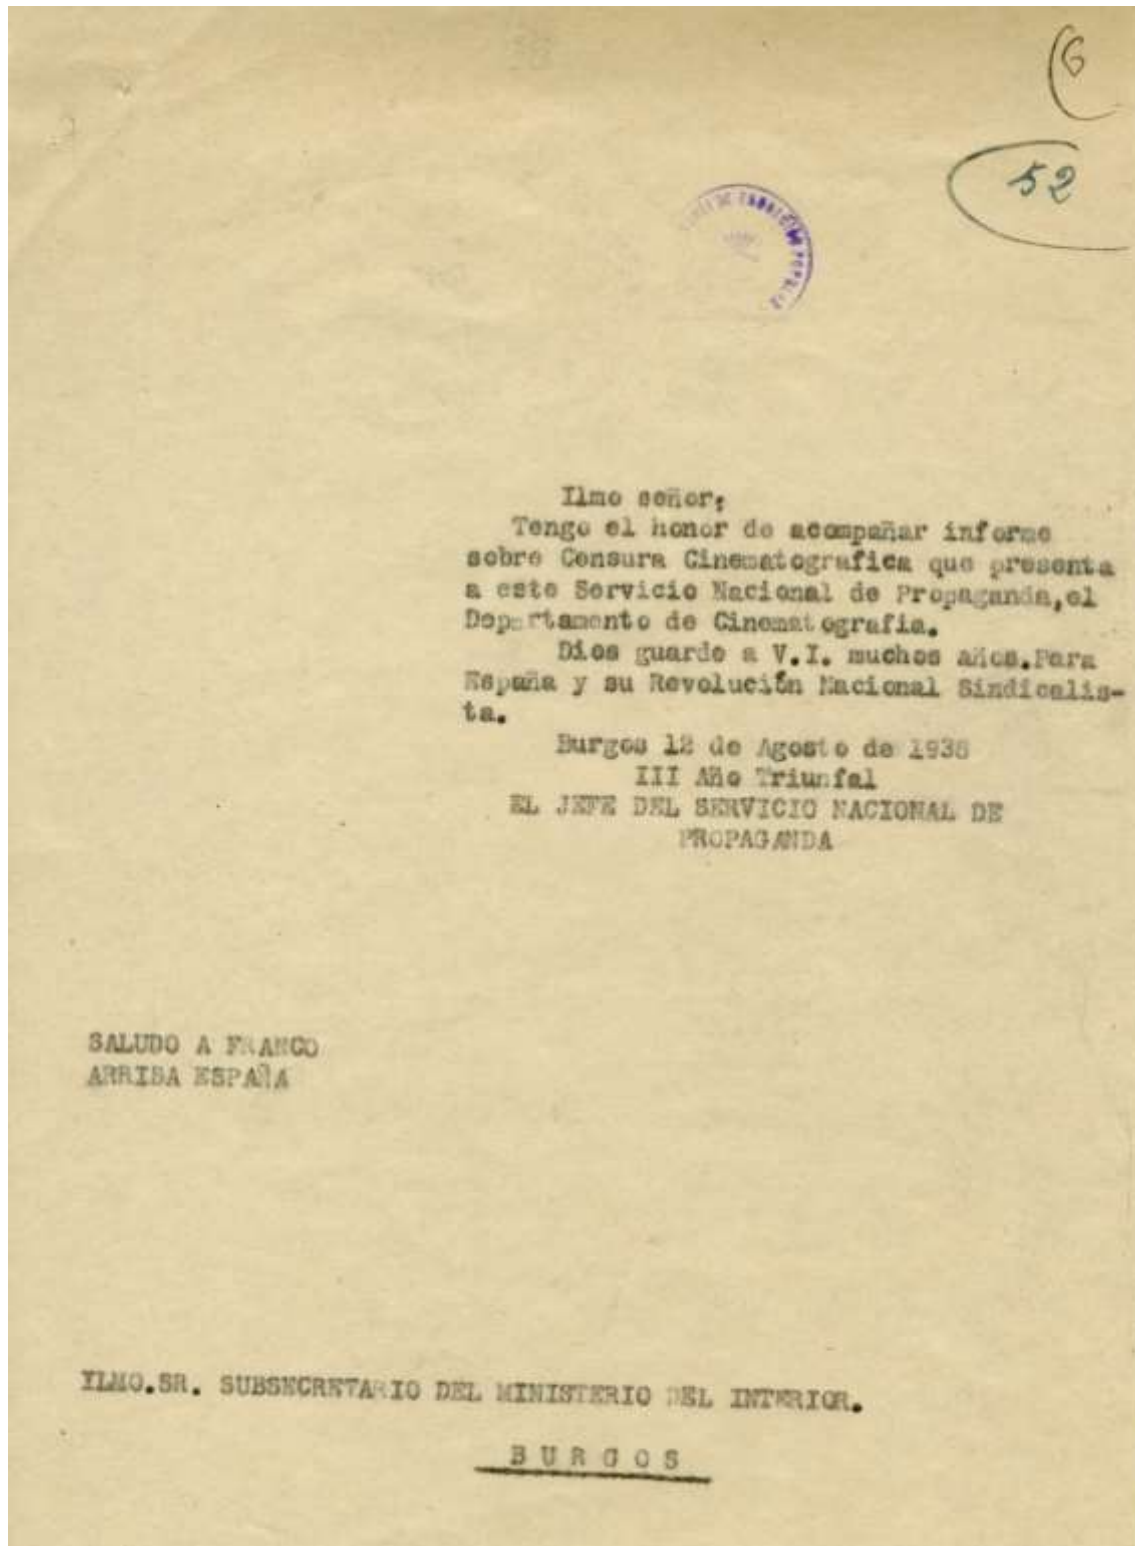 (6
52
DE EDUCACION POPULAR
Ilmo señor;
Tengo el honor de acompañar informe
sobre Censura Cinematografica que presenta
a este Servicio Nacional de Propaganda,el
Departamento de Cinematografia.
Dios guarde a V.I. muchos años.Para
España y su Revolución Nacional Sindicalis-
ta.
Burgos 12 de Agosto de 1938
III Año Triunfal
EL JEFE DEL SERVICIO NACIONAL DE
PROPAGANDA
SALUDO A FRANCO
ARRIBA ESPAÑA
ILMO.SR. SUBSECRETARIO DEL MINISTERIO DEL INTERIOR.
BURGOS